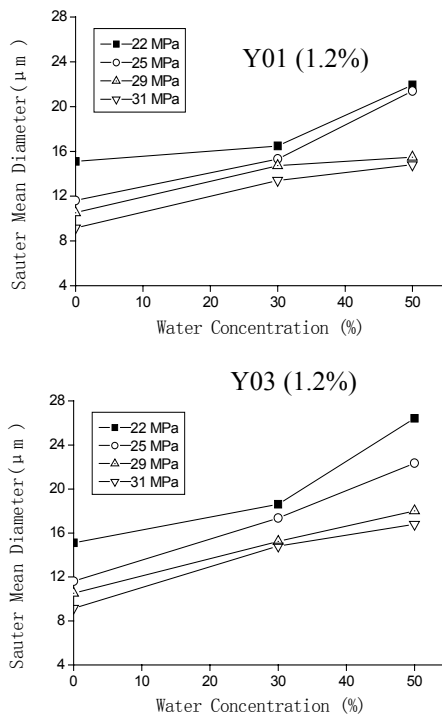 Y01 (1.2%)
28
24
20
16
12
8
4
Sauter Mean Diameter(μm)
22 MPa
25 MPa
29 MPa
31 MPa
0 10 20 30 40 50
Water Concentration (%)
Y03 (1.2%)
28
24
20
16
12
8
4
Sauter Mean Diameter(μm)
22 MPa
25 MPa
29 MPa
31 MPa
0 10 20 30 40 50
Water Concentration (%)